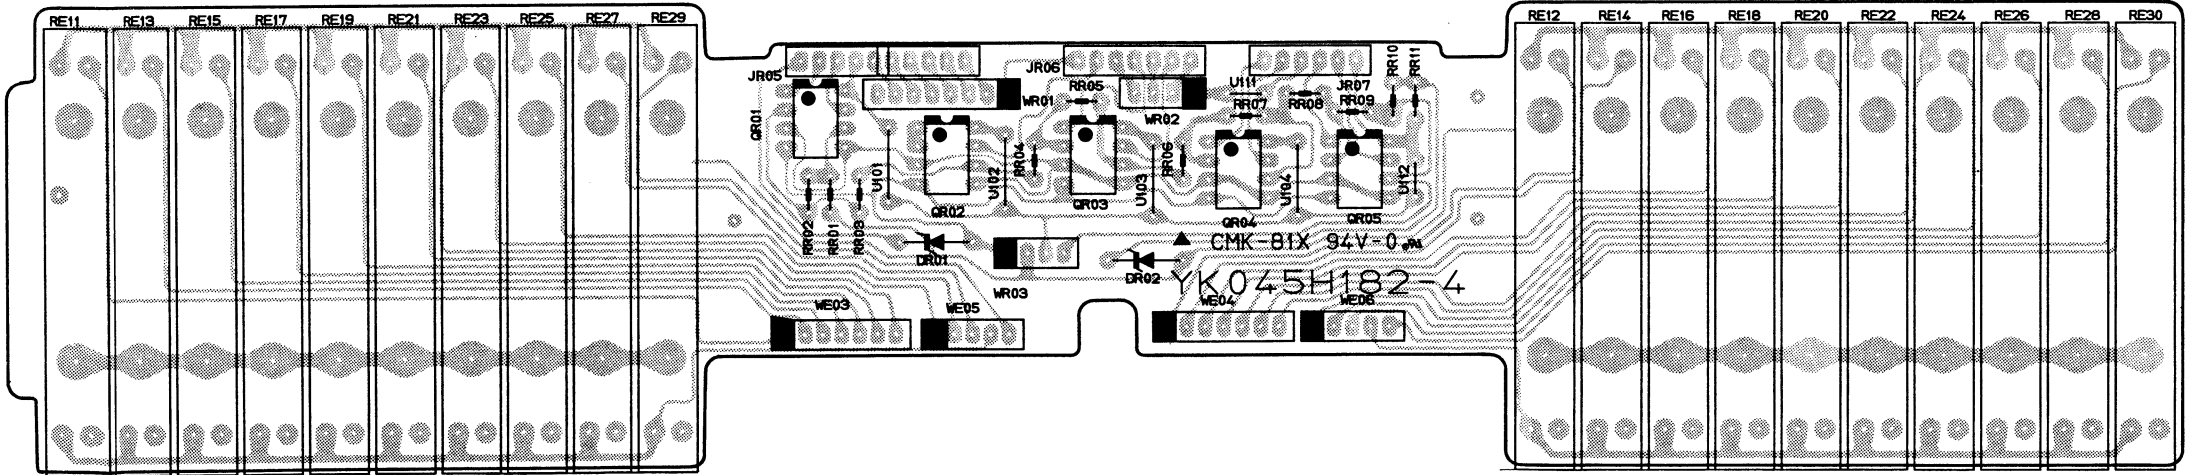 RE11 RE13 RE15 RE17 RE19 RE21 RE23 RE25 RE27 RE29
RE12 RE14 RE16 RE18 RE20 RE22 RE24 RE26 RE28 RE30
JR05
JR06
JR07
RR10
RR11
WR01
RR05
WR02
U111
RR07
RR08
RR09
QR01
U101
QR02
U102
RR04
QR03
U103
RR06
QR04
U104
QR05
U112
RR02
RR01
RR03
DR01
WR03
DR02
CMK-81X 94V-0
YK045H182-4
WE03
WE05
WE04
WE06